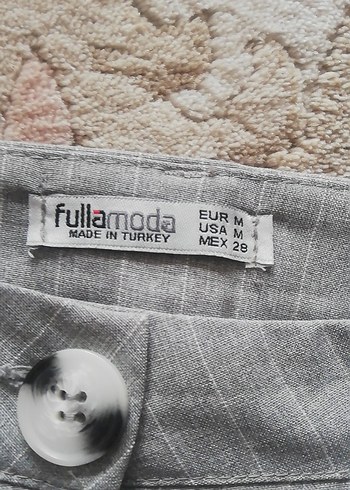 fullamoda
MADE IN TURKEY
EUR M
USA M
MEX 28